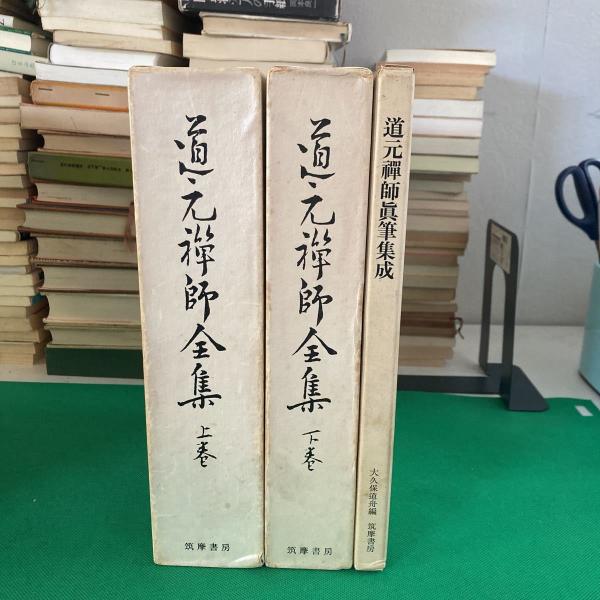 道元禅師全集 上巻
筑摩書房
道元禅師全集 下巻
筑摩書房
道元禪師眞筆集成
大久保道舟編 筑摩書房